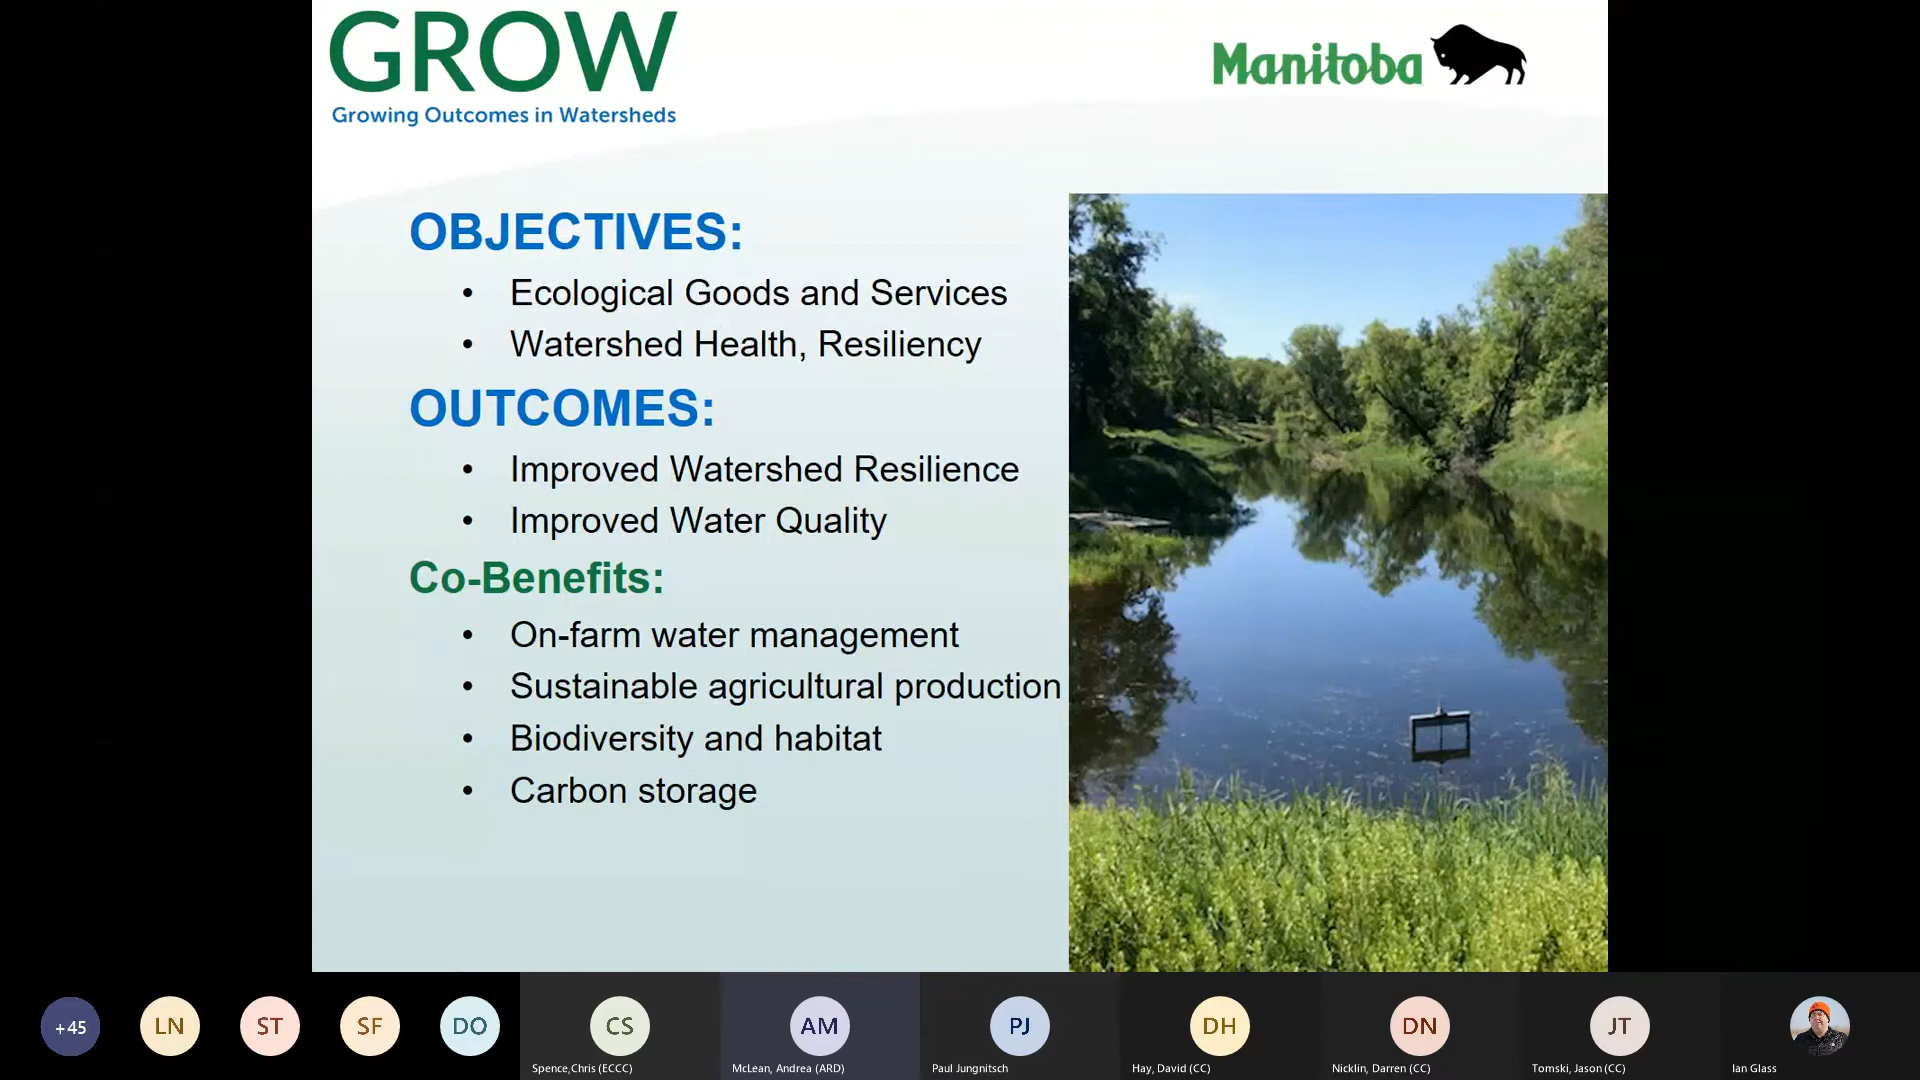 GROW
Growing Outcomes in Watersheds
Manitoba
OBJECTIVES:
• Ecological Goods and Services
• Watershed Health, Resiliency
OUTCOMES:
• Improved Watershed Resilience
• Improved Water Quality
Co-Benefits:
• On-farm water management
• Sustainable agricultural production
• Biodiversity and habitat
• Carbon storage
+45
LN
ST
SF
DO
CS
AM
PJ
DH
DN
JT
Spence,Chris (ECCC)
McLean, Andrea (ARD)
Paul Jungnitsch
Hay, David (CC)
Nicklin, Darren (CC)
Tomski, Jason (CC)
Ian Glass